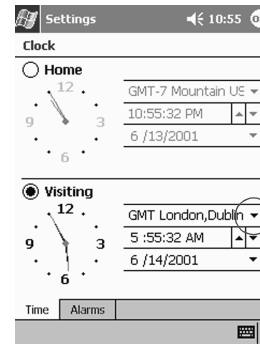 Settings 10:55
Clock
Home
12
9 3
6
GMT-7 Mountain US
10:55:32 PM
6 /13/2001
Visiting
12
9 3
6
GMT London,Dublin
5 :55:32 AM
6 /14/2001
Time Alarms